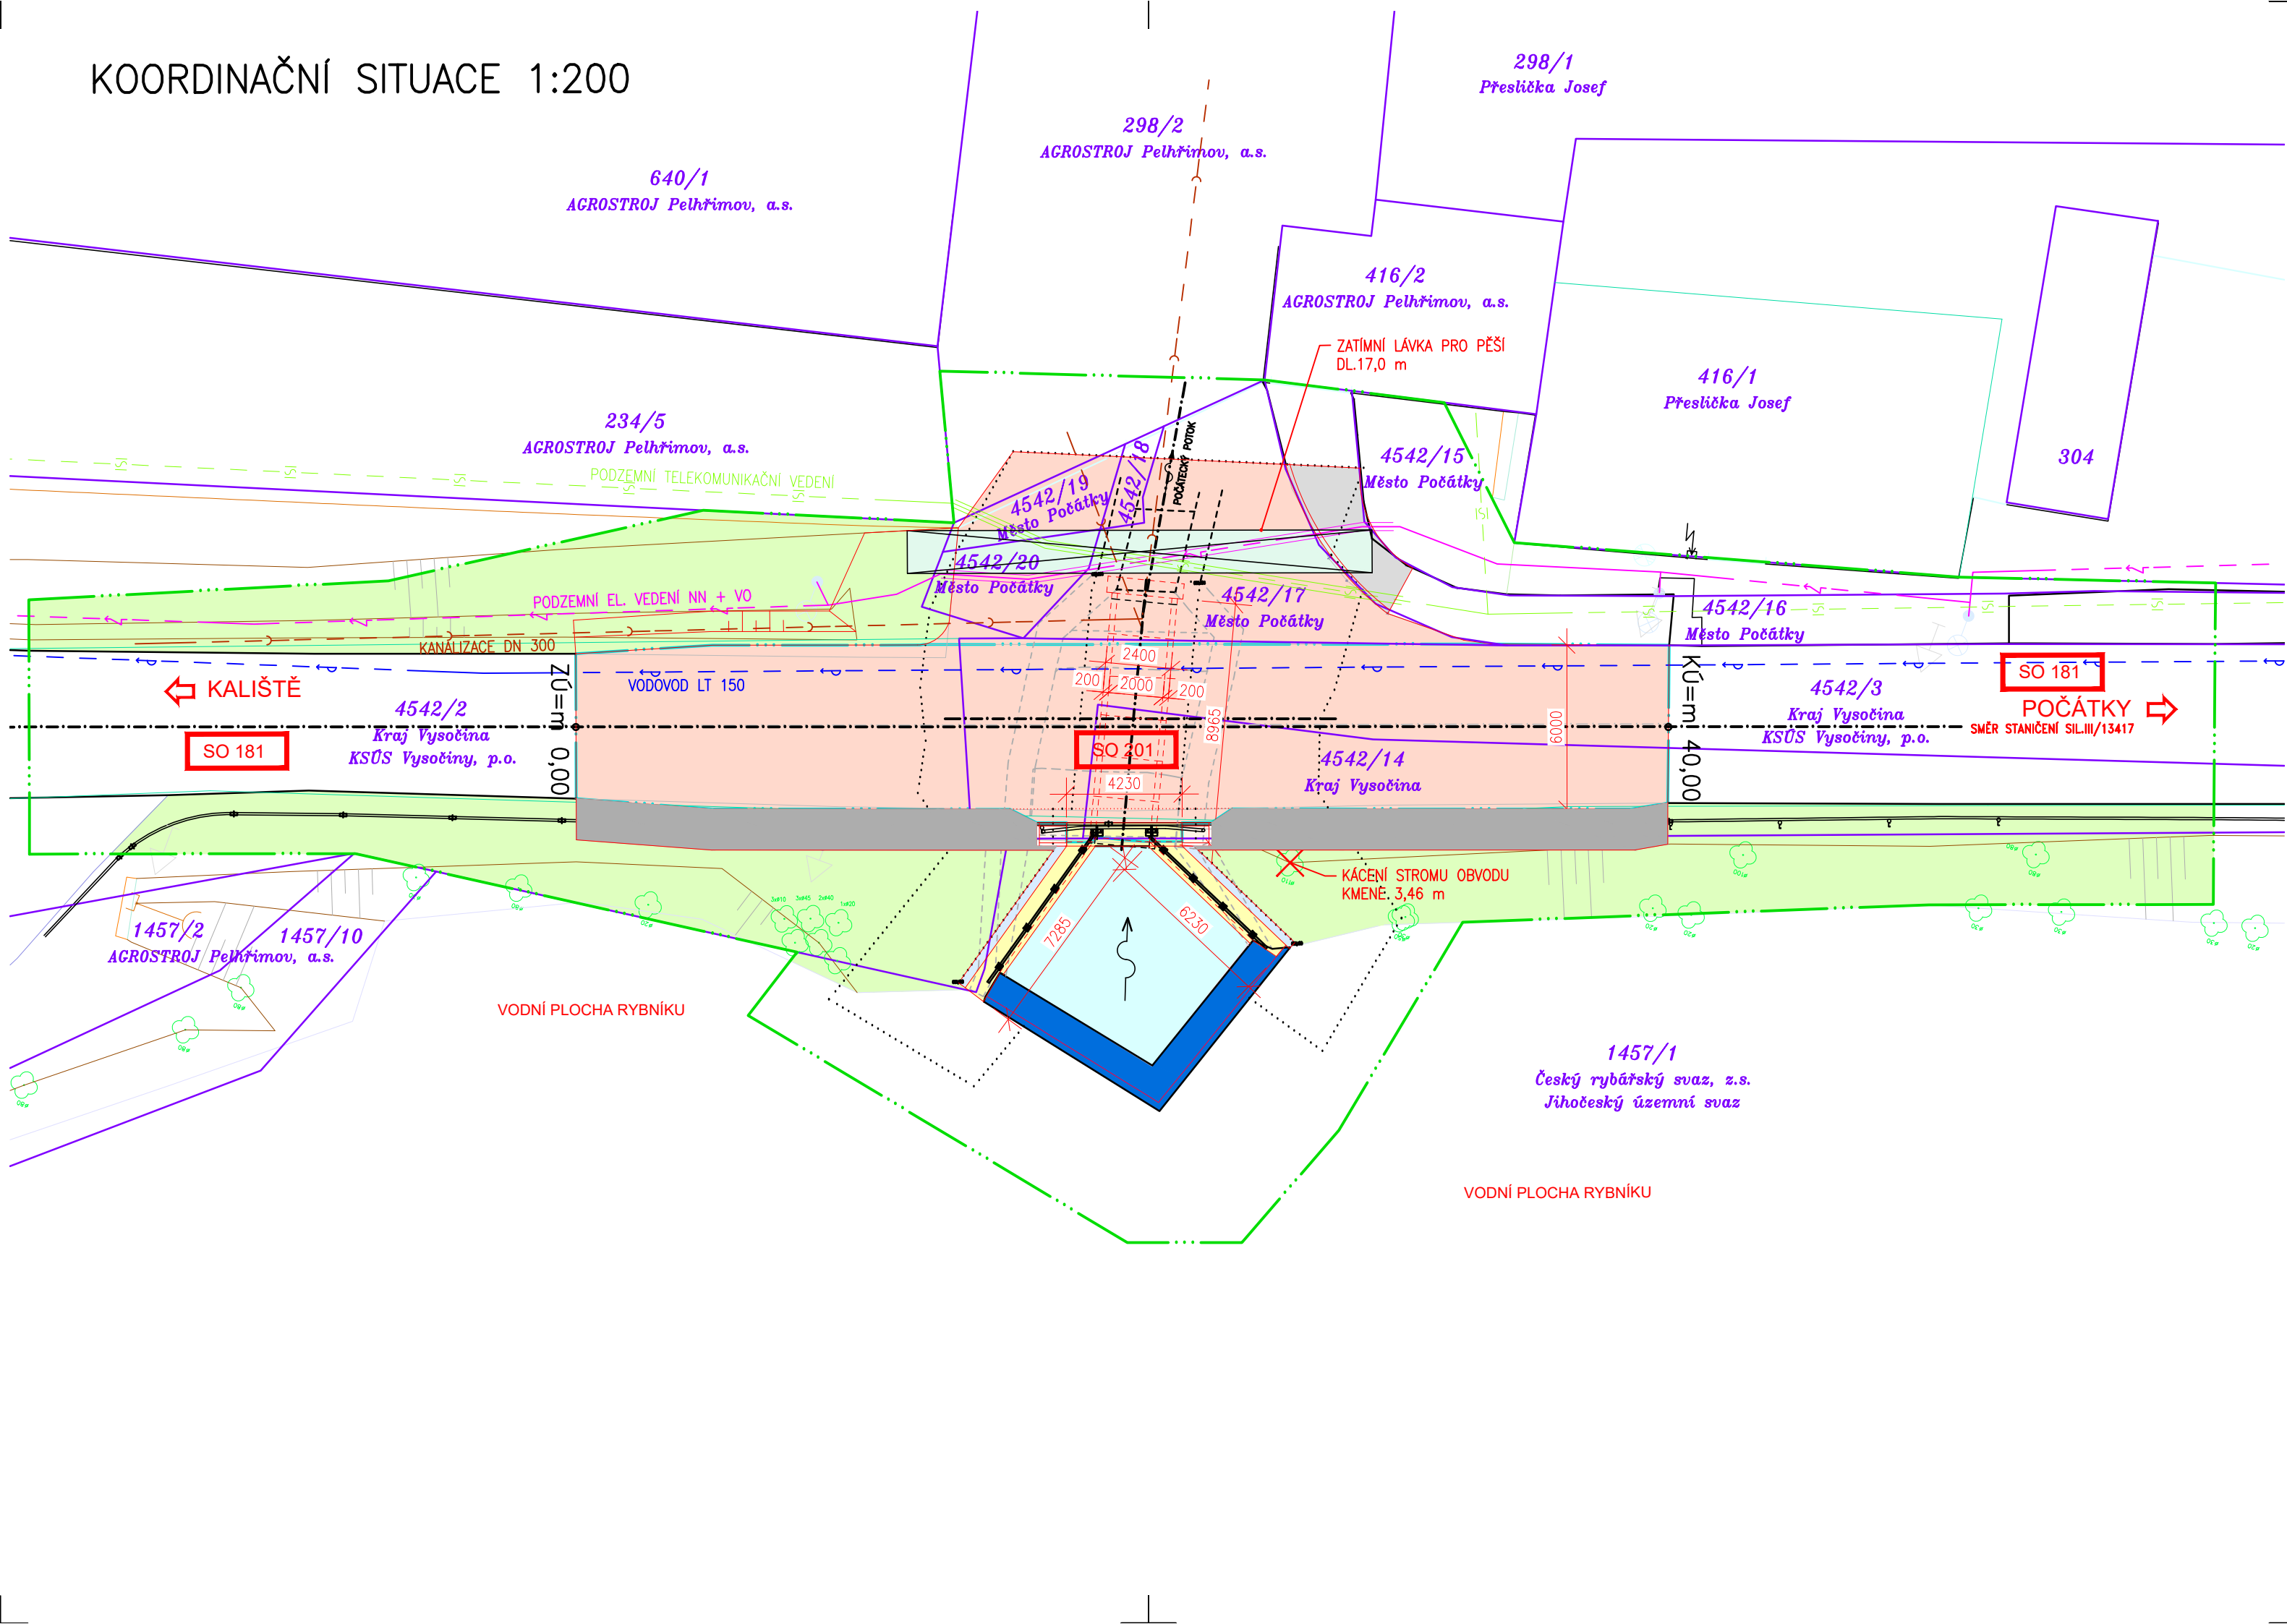 KOORDINAČNÍ SITUACE 1:200
298/1
Přeslička Josef
298/2
AGROSTROJ Pelhřimov, a.s.
640/1
AGROSTROJ Pelhřimov, a.s.
416/2
AGROSTROJ Pelhřimov, a.s.
ZATÍMNÍ LÁVKA PRO PĚŠÍ
DL.17,0 m
416/1
Přeslička Josef
234/5
AGROSTROJ Pelhřimov, a.s.
PODZEMNÍ TELEKOMUNIKAČNÍ VEDENÍ
4542/15
Město Počátky
304
4542/19
Město Počátky
4542/18
POČÁTECKÝ POTOK
4542/20
Město Počátky
PODZEMNÍ EL. VEDENÍ NN + VO
4542/17
Město Počátky
4542/16
Město Počátky
KANALIZACE DN 300
VODOVOD LT 150
KALIŠTĚ
ZÚ=m 0,00
KÚ=m 40,00
2400
200
2000
200
8965
6000
4230
SO 181
4542/2
Kraj Vysočina
KSÚS Vysočiny, p.o.
SO 181
SO 201
4542/14
Kraj Vysočina
4542/3
Kraj Vysočina
KSÚS Vysočiny, p.o.
POČÁTKY
SMĚR STANIČENÍ SIL.III/13417
KÁCENÍ STROMU OBVODU
KMENE 3,46 m
7285
6230
1457/2
1457/10
AGROSTROJ Pelhřimov, a.s.
VODNÍ PLOCHA RYBNÍKU
1457/1
Český rybářský svaz, z.s.
Jihočeský územní svaz
VODNÍ PLOCHA RYBNÍKU